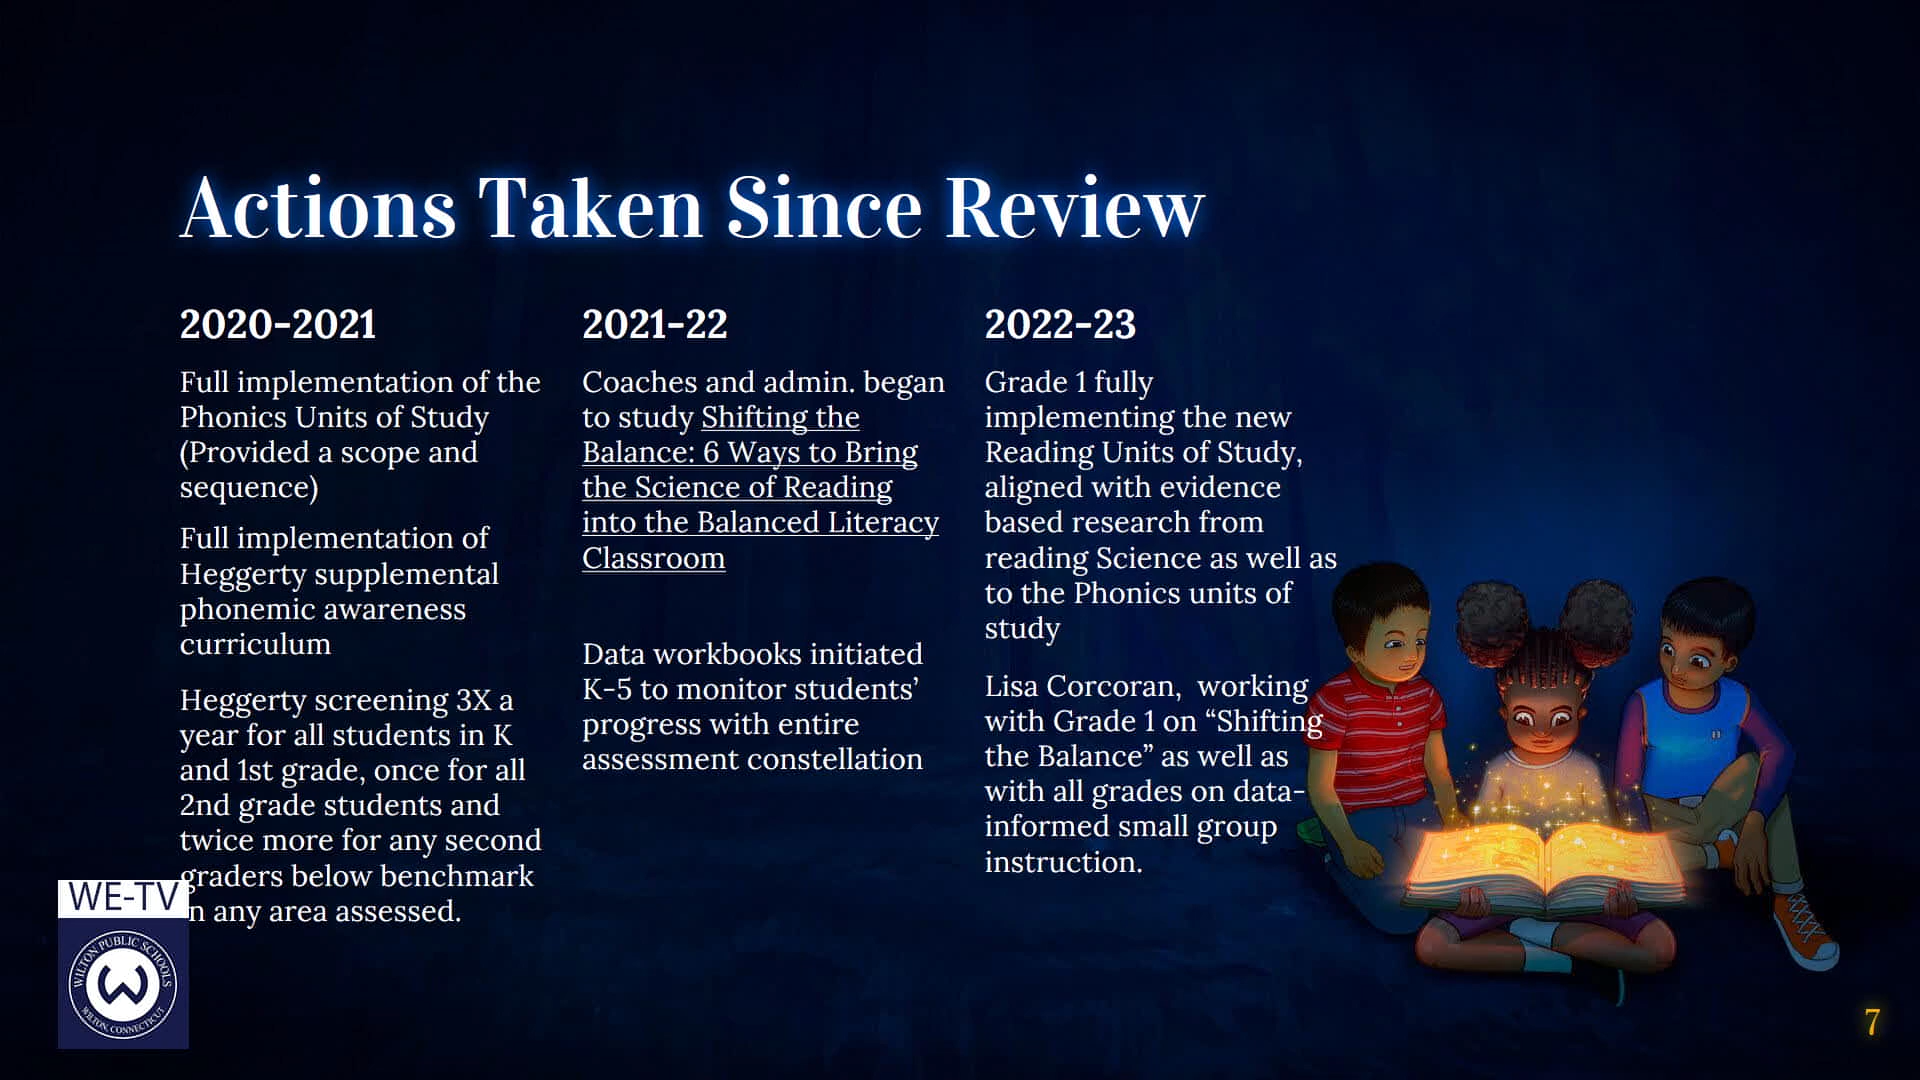 Actions Taken Since Review
2020-2021
Full implementation of the
Phonics Units of Study
(Provided a scope and
sequence)
Full implementation of
Heggerty supplemental
phonemic awareness
curriculum
Heggerty screening 3X a
year for all students in K
and 1st grade, once for all
2nd grade students and
twice more for any second
graders below benchmark
in any area assessed.
2021-22
Coaches and admin. began
to study Shifting the
Balance: 6 Ways to Bring
the Science of Reading
into the Balanced Literacy
Classroom
Data workbooks initiated
K-5 to monitor students’
progress with entire
assessment constellation
2022-23
Grade 1 fully
implementing the new
Reading Units of Study,
aligned with evidence
based research from
reading Science as well as
to the Phonics units of
study
Lisa Corcoran,  working
with Grade 1 on “Shifting
the Balance” as well as
with all grades on data-
informed small group
instruction.
WE-TV
WILTON PUBLIC SCHOOLS
W
WILTON, CONNECTICUT
7